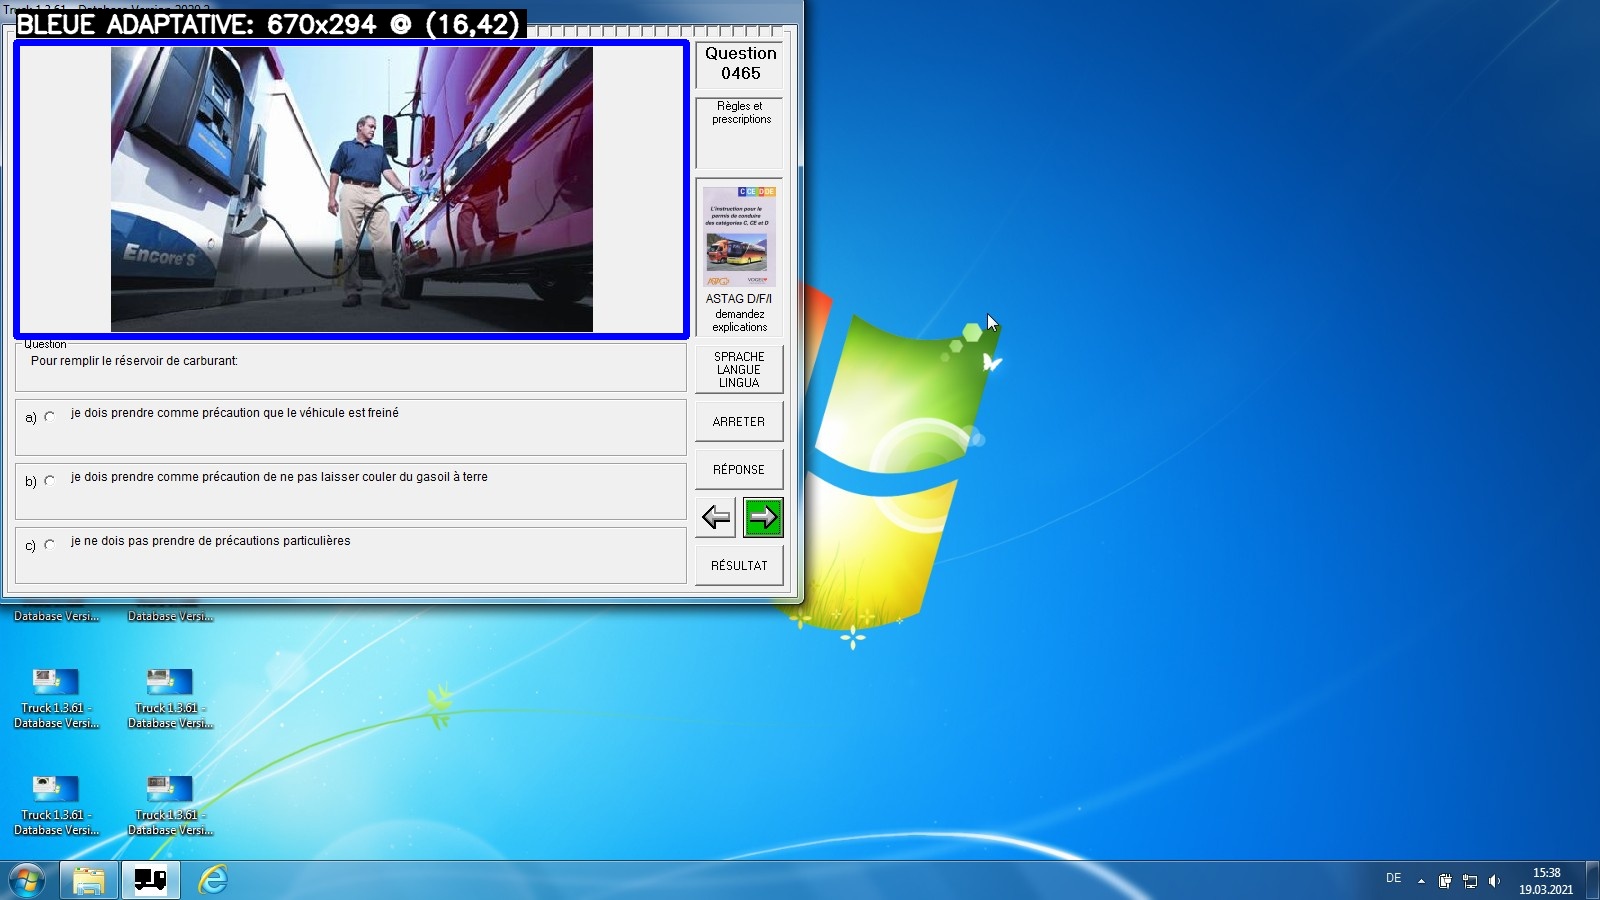 BLEUE ADAPTATIVE: 670x294 @ (16,42)
Encore's
Question
0465
Règles et
prescriptions
C CE D DE
L'instruction pour le
permis de conduire
des catégories C, CE et D
ASTAG D/F/I
demandez
explications
Question
Pour remplir le réservoir de carburant:
a) je dois prendre comme précaution que le véhicule est freiné
b) je dois prendre comme précaution de ne pas laisser couler du gasoil à terre
c) je ne dois pas prendre de précautions particulières
SPRACHE
LANGUE
LINGUA
ARRETER
RÉPONSE
RÉSULTAT
Database Versi...
Database Versi...
Truck 1.3.61 -
Database Versi...
Truck 1.3.61 -
Database Versi...
Truck 1.3.61 -
Database Versi...
Truck 1.3.61 -
Database Versi...
DE
15:38
19.03.2021